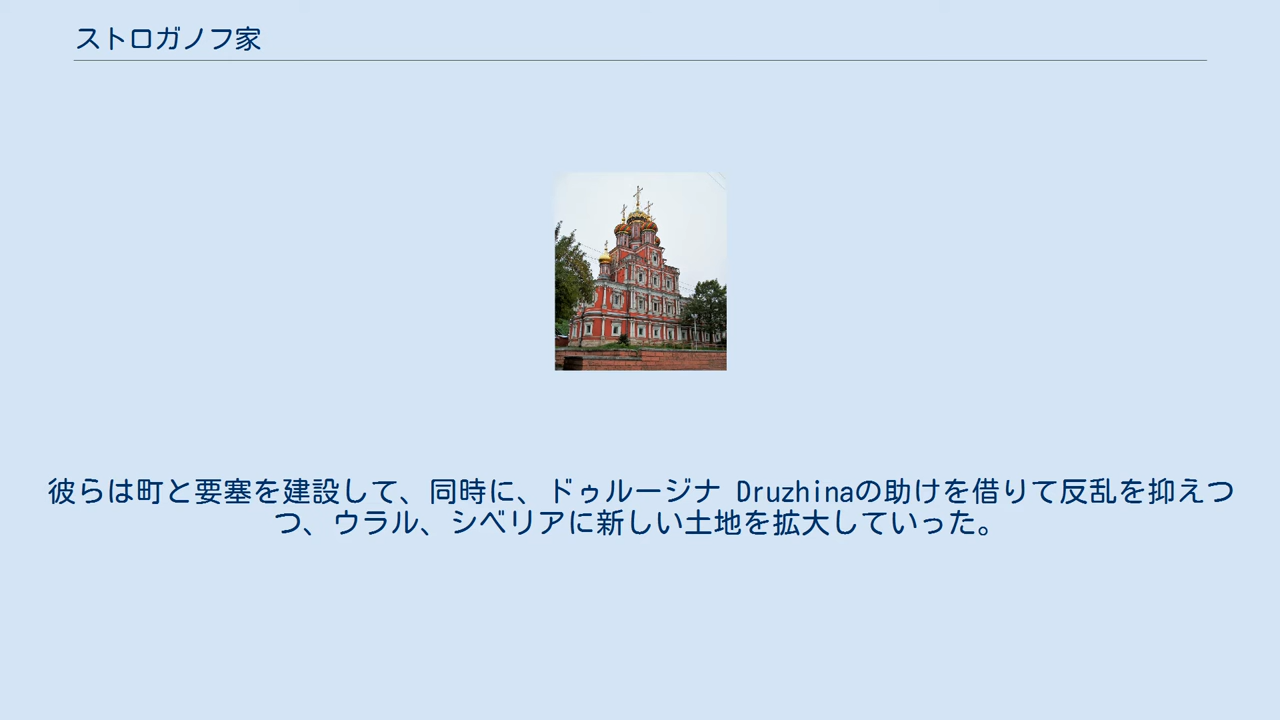 ストロガノフ家
彼らは町と要塞を建設して、同時に、ドゥルージナ Druzhinaの助けを借りて反乱を抑えつ
つ、ウラル、シベリアに新しい土地を拡大していった。